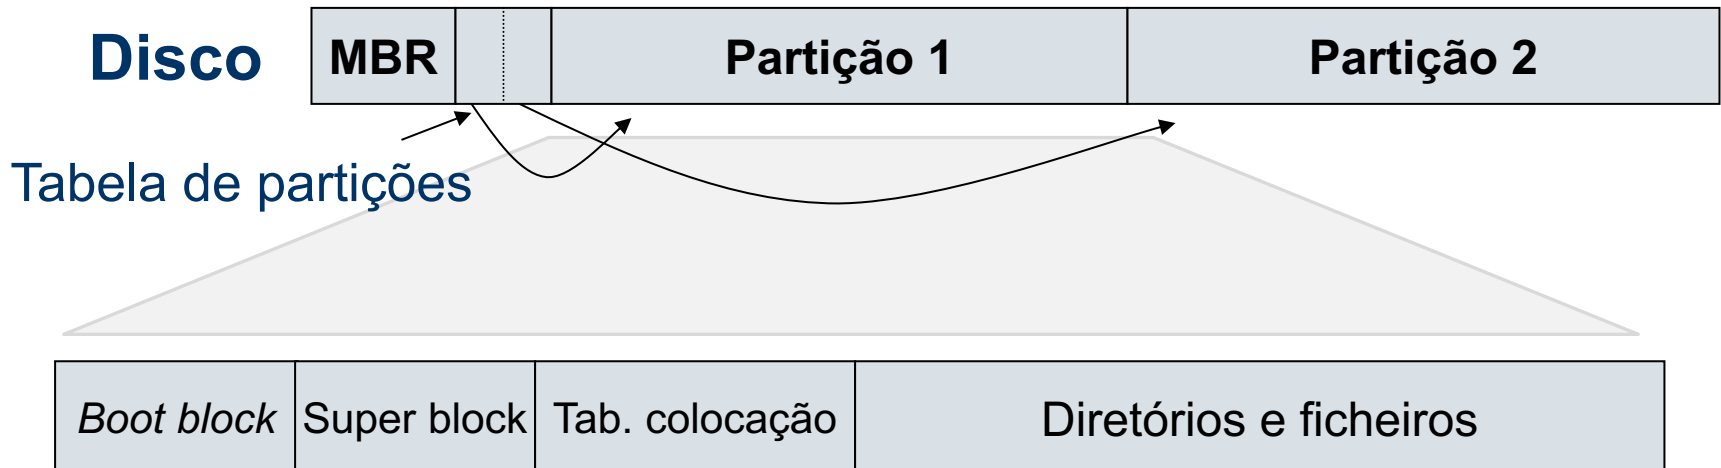 Disco MBR Partição 1 Partição 2
Tabela de partições
Boot block Super block Tab. colocação Diretórios e ficheiros